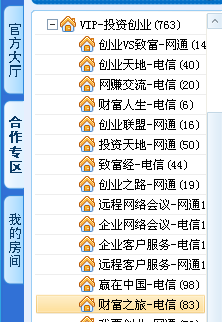 官方大厅
合作专区
我的房间
VIP-投资创业(763)
创业VS致富-网通(14
创业天地-电信(40)
网赚交流-电信(20)
财富人生-电信(6)
创业联盟-网通(16)
投资天地-网通(50)
致富经-电信(44)
创业之路-网通(19)
远程网络会议-网通1
企业网络会议-电信1
企业客户服务-电信1
远程客户服务-网通1
赢在中国-电信(98)
财富之旅-电信(83)